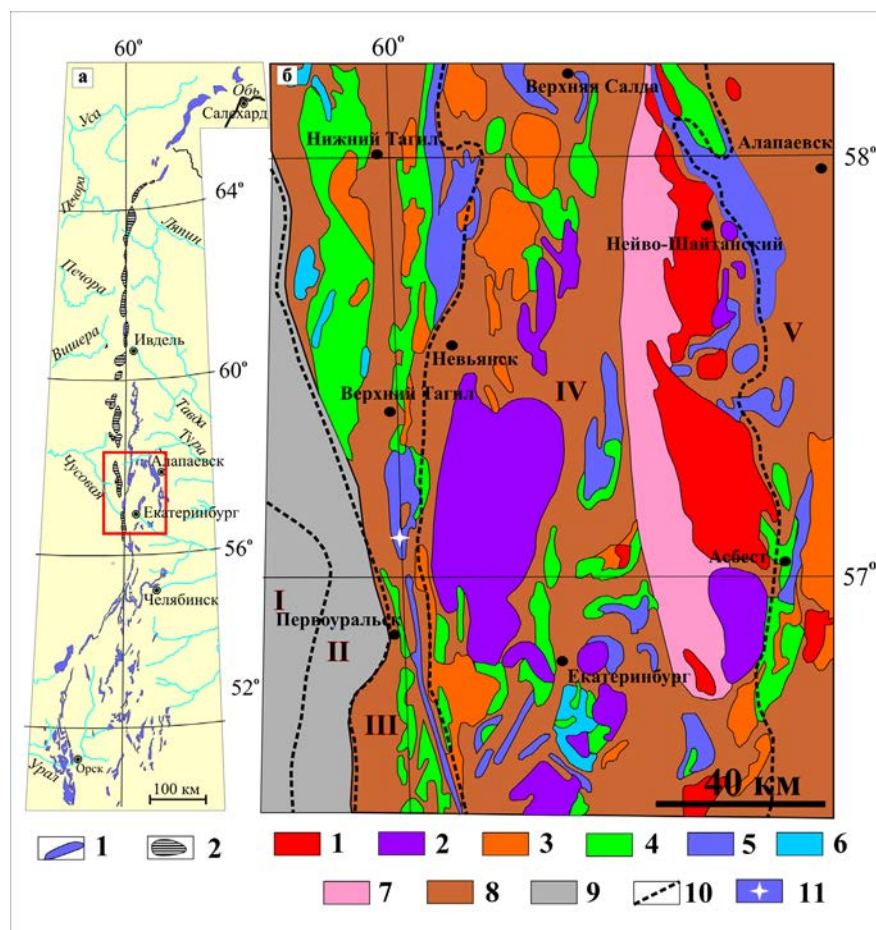 60°
60°
а
б
Обь
Салехард
Уса
Печора
64°
Ляпин
Печора
Вишера
Ивдель
60°
Тавда
Тура
Чусовая
Алапаевск
Екатеринбург
56°
Челябинск
52°
Урал
Орск
100 км
Верхняя Салда
Нижний Тагил
Алапаевск
58°
Нейво-Шайтанский
V
Невьянск
IV
Верхний Тагил
Асбест
57°
I
Первоуральск
II
Екатеринбург
III
40 км
1 2
1 2 3 4 5 6
7 8 9 10 11